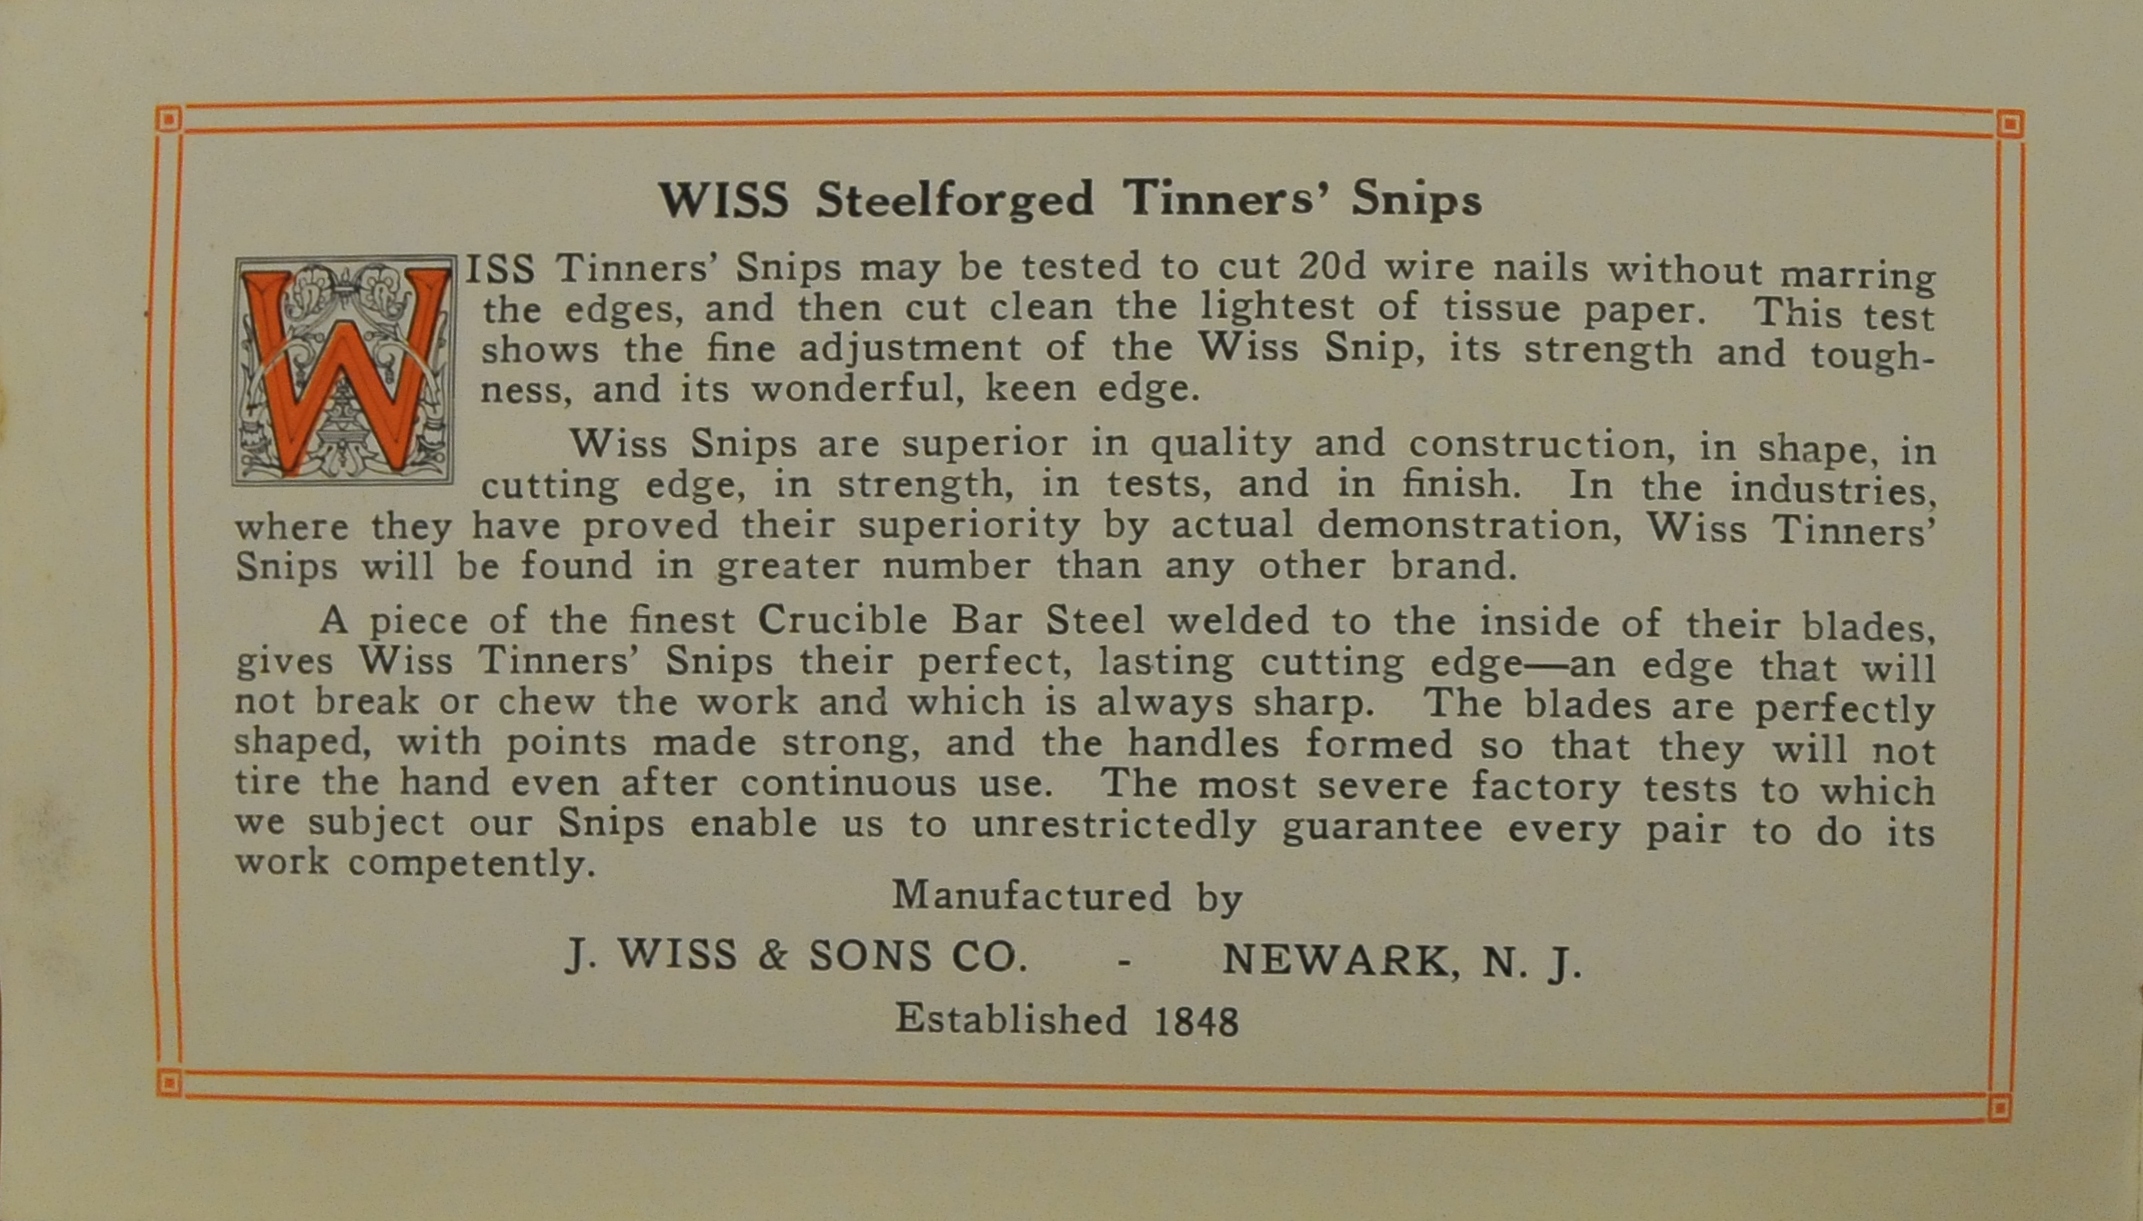 WISS Steelforged Tinners' Snips
WISS Tinners' Snips may be tested to cut 20d wire nails without marring
the edges, and then cut clean the lightest of tissue paper. This test
shows the fine adjustment of the Wiss Snip, its strength and tough-
ness, and its wonderful, keen edge.
Wiss Snips are superior in quality and construction, in shape, in
cutting edge, in strength, in tests, and in finish. In the industries,
where they have proved their superiority by actual demonstration, Wiss Tinners'
Snips will be found in greater number than any other brand.
A piece of the finest Crucible Bar Steel welded to the inside of their blades,
gives Wiss Tinners' Snips their perfect, lasting cutting edge—an edge that will
not break or chew the work and which is always sharp. The blades are perfectly
shaped, with points made strong, and the handles formed so that they will not
tire the hand even after continuous use. The most severe factory tests to which
we subject our Snips enable us to unrestrictedly guarantee every pair to do its
work competently.
Manufactured by
J. WISS & SONS CO. - NEWARK, N. J.
Established 1848